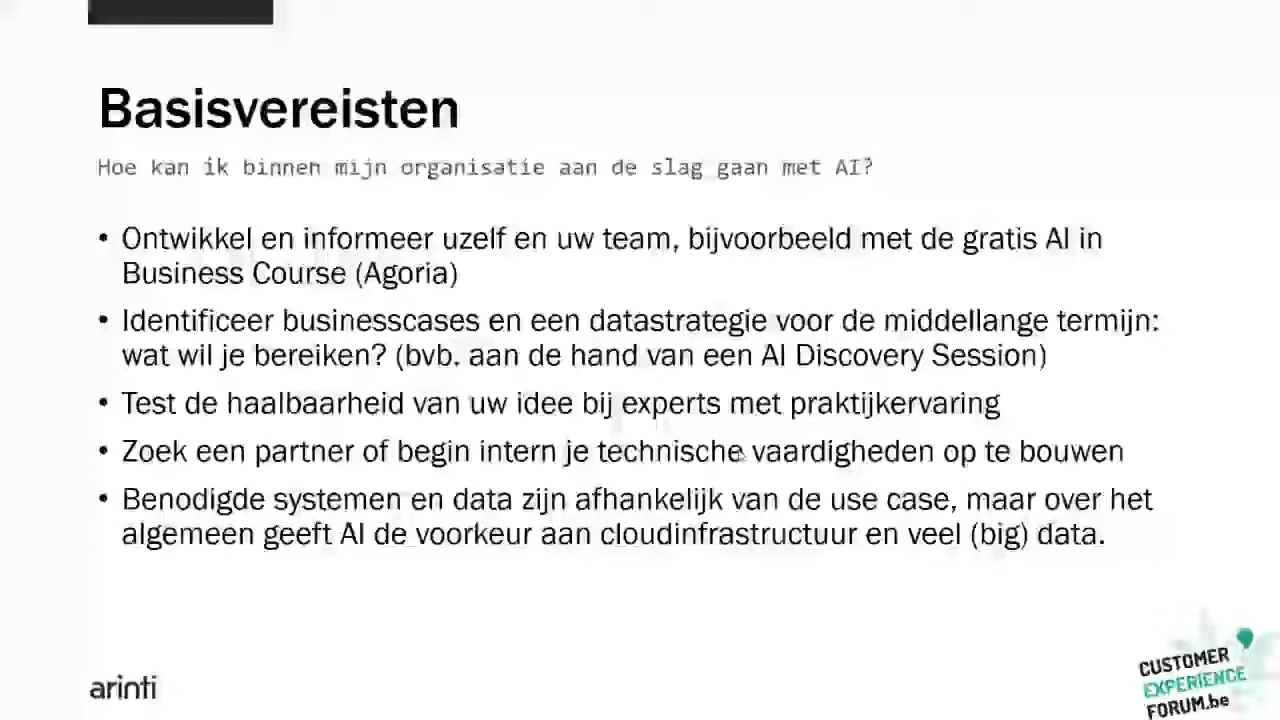 Basisvereisten
Hoe kan ik binnen mijn organisatie aan de slag gaan met AI?
• Ontwikkel en informeer uzelf en uw team, bijvoorbeeld met de gratis AI in
Business Course (Agoria)
• Identificeer businesscases en een datastrategie voor de middellange termijn:
wat wil je bereiken? (bvb. aan de hand van een AI Discovery Session)
• Test de haalbaarheid van uw idee bij experts met praktijkervaring
• Zoek een partner of begin intern je technische vaardigheden op te bouwen
• Benodigde systemen en data zijn afhankelijk van de use case, maar over het
algemeen geeft AI de voorkeur aan cloudinfrastructuur en veel (big) data.
arinti
CUSTOMER
EXPERIENCE
FORUM.be